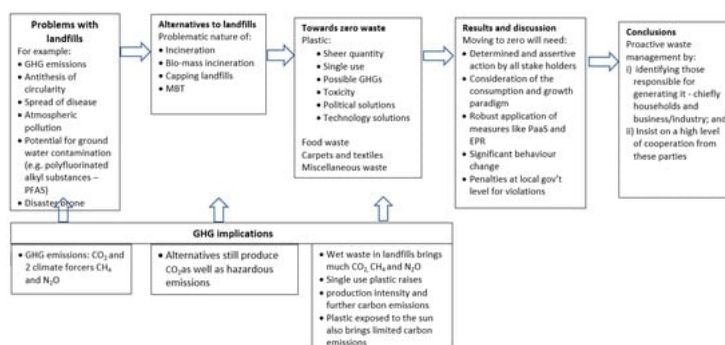 Problems with
landfills
For example:
• GHG emissions
• Antithesis of
circularity
• Spread of disease
• Atmospheric
pollution
• Potential for ground
water contamination
(e.g. polyfluorinated
alkyl substances –
PFAS)
• Disaster prone
Alternatives to landfills
Problematic nature of:
• Incineration
• Bio-mass incineration
• Capping landfills
• MBT
Towards zero waste
Plastic:
• Sheer quantity
• Single use
• Possible GHGs
• Toxicity
• Political solutions
• Technology solutions
Food waste
Carpets and textiles
Miscellaneous waste
Results and discussion
Moving to zero will need:
• Determined and assertive
action by all stake holders
• Consideration of the
consumption and growth
paradigm
• Robust application of
measures like PaaS and
EPR
• Significant behaviour
change
• Penalties at local gov't
level for violations
Conclusions
Proactive waste
management by:
i) identifying those
responsible for
generating it - chiefly
households and
business/industry; and
ii) Insist on a high level
of cooperation from
these parties
GHG implications
• GHG emissions: CO2 and
2 climate forcers CH4
and N2O
• Alternatives still produce
CO2as well as hazardous
emissions
• Wet waste in landfills brings
much CO2, CH4 and N2O
• Single use plastic raises
• production intensity and
further carbon emissions
• Plastic exposed to the sun
also brings limited carbon
emissions